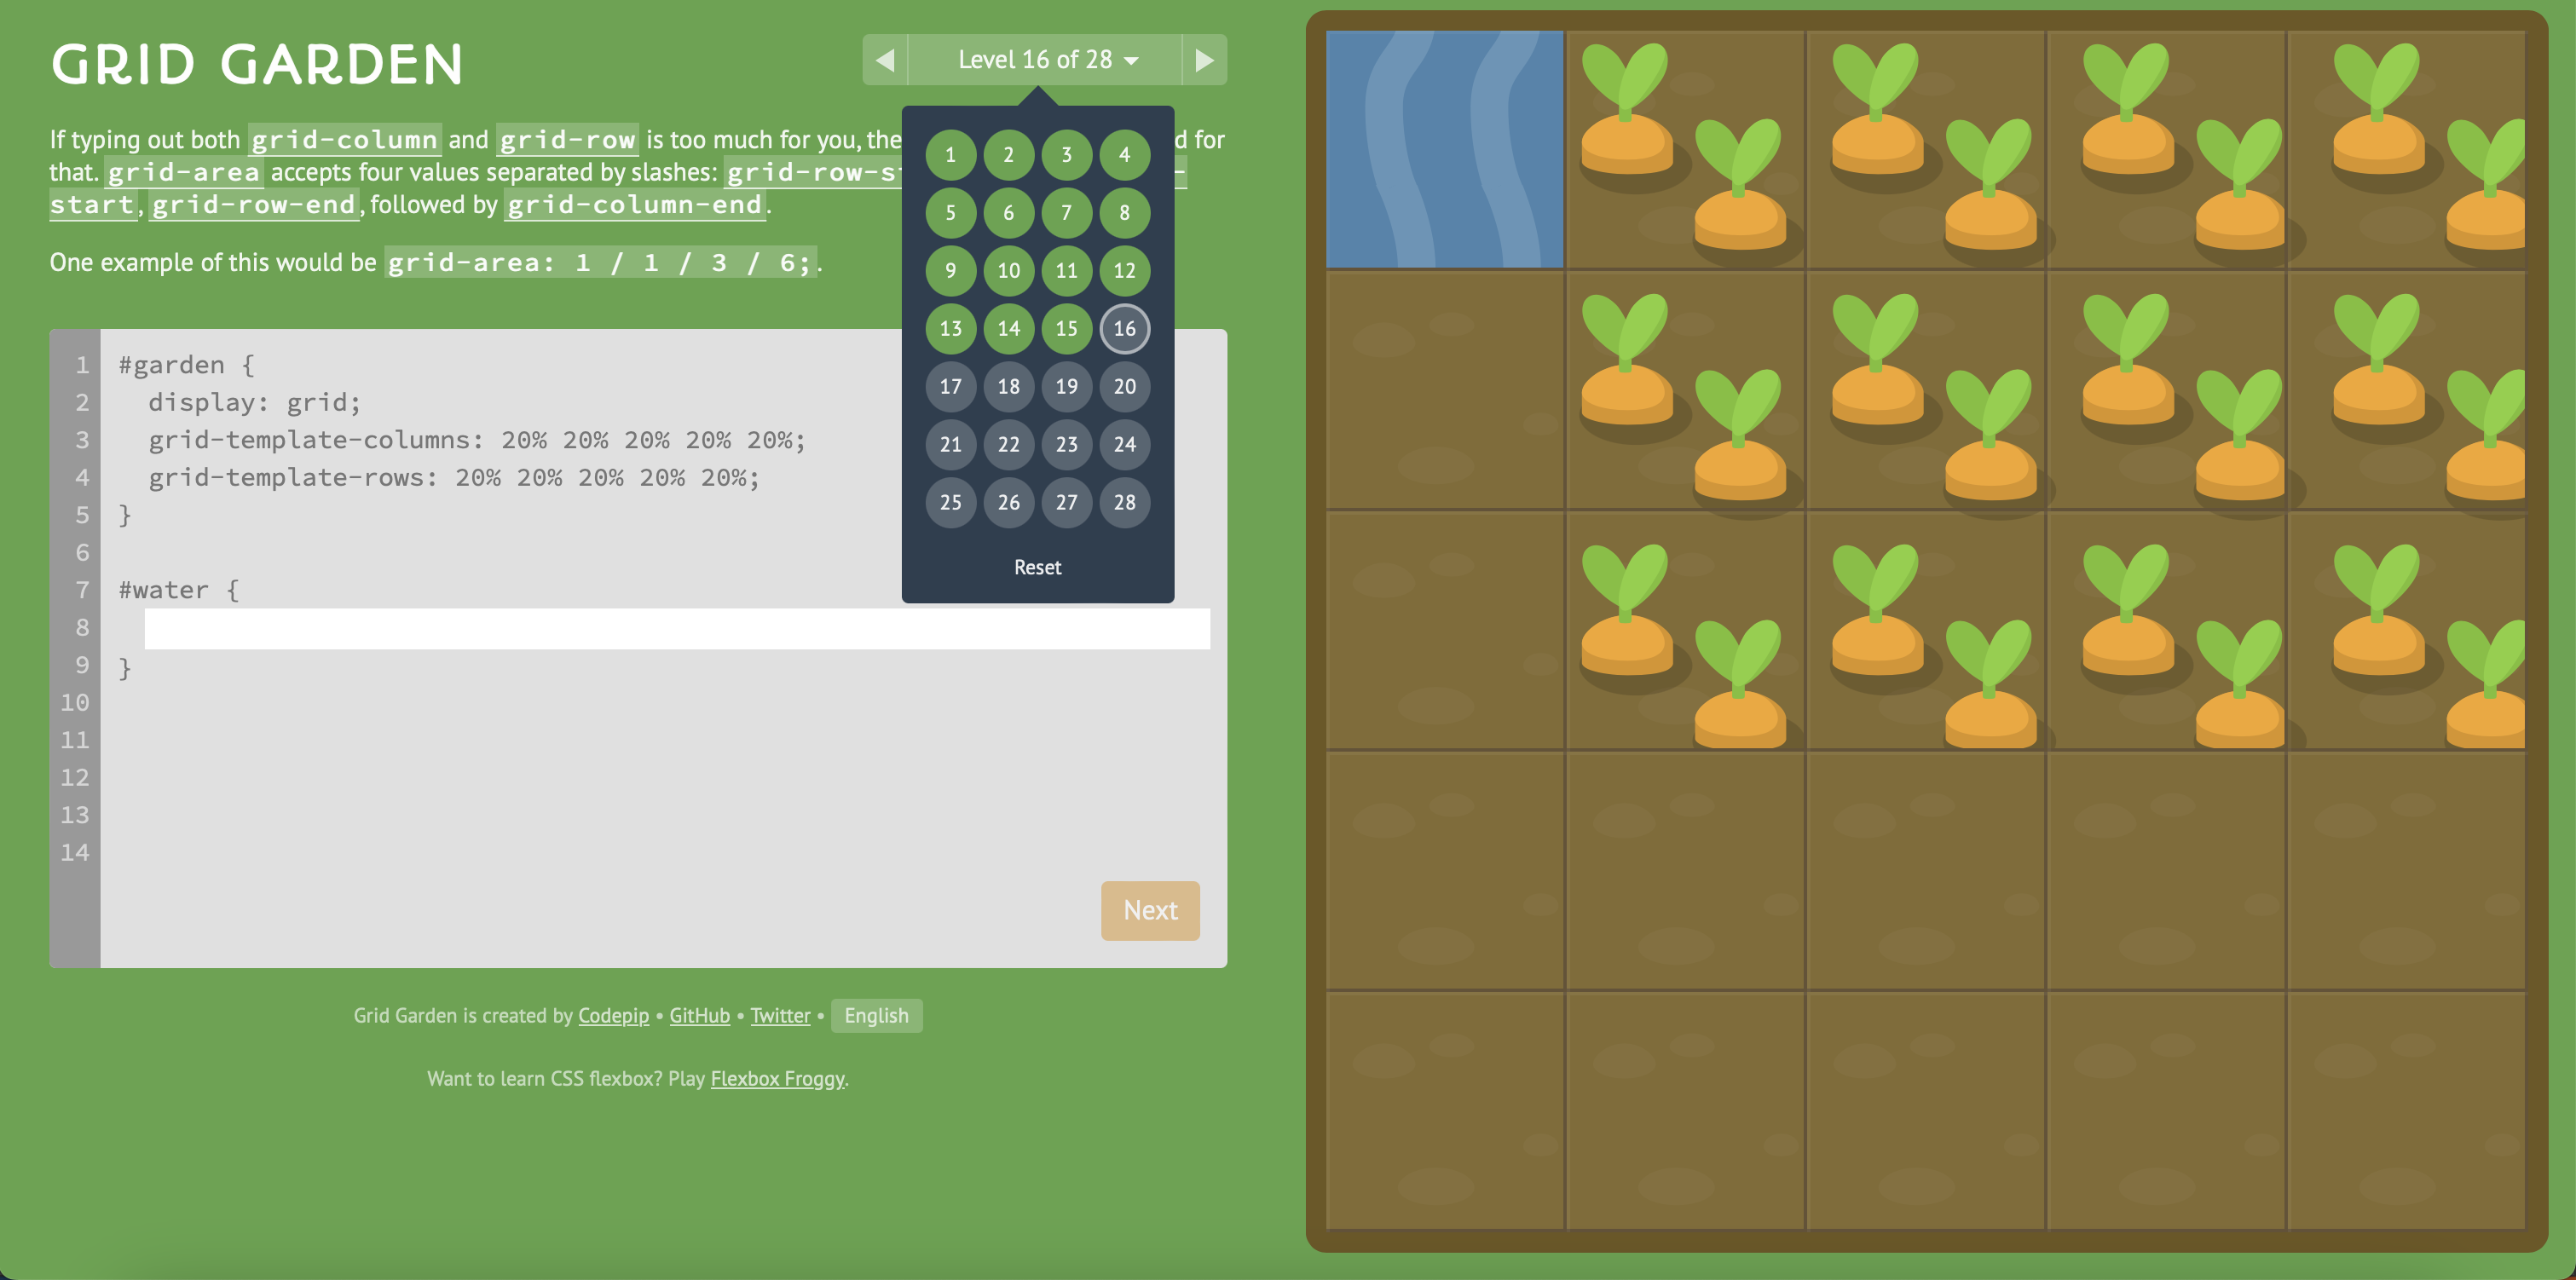 GRID GARDEN
Level 16 of 28
If typing out both grid-column and grid-row is too much for you, the d for
that. grid-area accepts four values separated by slashes: grid-row-s -
start, grid-row-end, followed by grid-column-end.
One example of this would be grid-area: 1 / 1 / 3 / 6;.
1 2 3 4
5 6 7 8
9 10 11 12
13 14 15 16
17 18 19 20
21 22 23 24
25 26 27 28
Reset
1 #garden {
2 display: grid;
3 grid-template-columns: 20% 20% 20% 20% 20%;
4 grid-template-rows: 20% 20% 20% 20% 20%;
5 }
6
7 #water {
8
9 }
10
11
12
13
14
Next
Grid Garden is created by Codepip • GitHub • Twitter • English
Want to learn CSS flexbox? Play Flexbox Froggy.